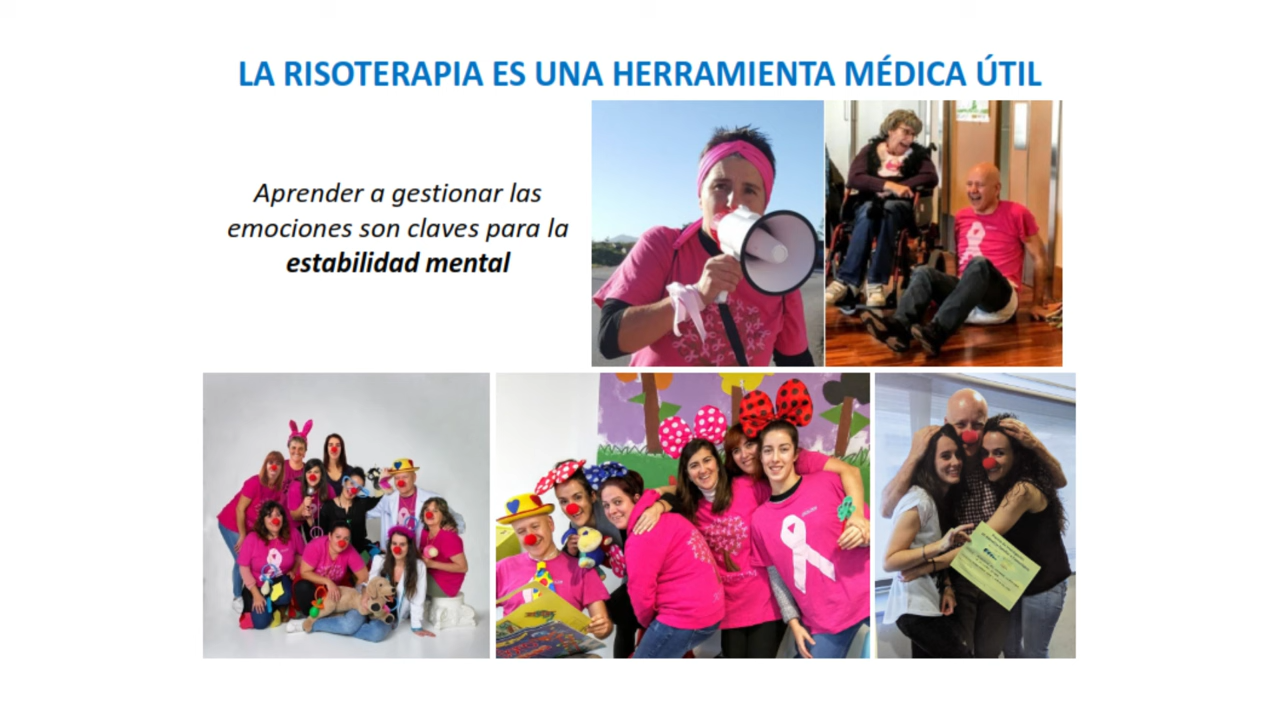 LA RISOTERAPIA ES UNA HERRAMIENTA MÉDICA ÚTIL
Aprender a gestionar las
emociones son claves para la
estabilidad mental